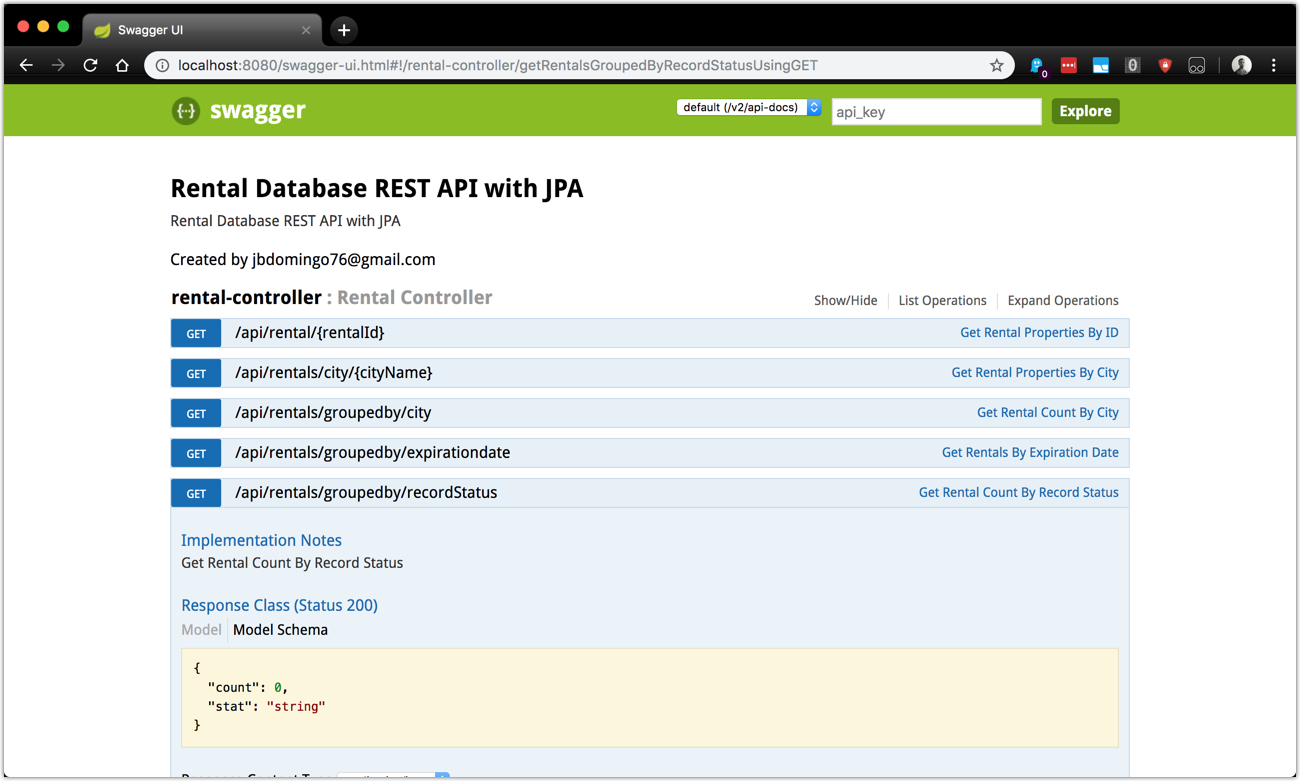 Swagger UI
localhost:8080/swagger-ui.html#!/rental-controller/getRentalsGroupedByRecordStatusUsingGET
0
swagger
default (/v2/api-docs)
api_key
Explore
Rental Database REST API with JPA
Rental Database REST API with JPA
Created by jbdomingo76@gmail.com
rental-controller : Rental Controller
Show/Hide
List Operations
Expand Operations
GET /api/rental/{rentalId} Get Rental Properties By ID
GET /api/rentals/city/{cityName} Get Rental Properties By City
GET /api/rentals/groupedby/city Get Rental Count By City
GET /api/rentals/groupedby/expirationdate Get Rentals By Expiration Date
GET /api/rentals/groupedby/recordStatus Get Rental Count By Record Status
Implementation Notes
Get Rental Count By Record Status
Response Class (Status 200)
Model
Model Schema
{
"count": 0,
"stat": "string"
}